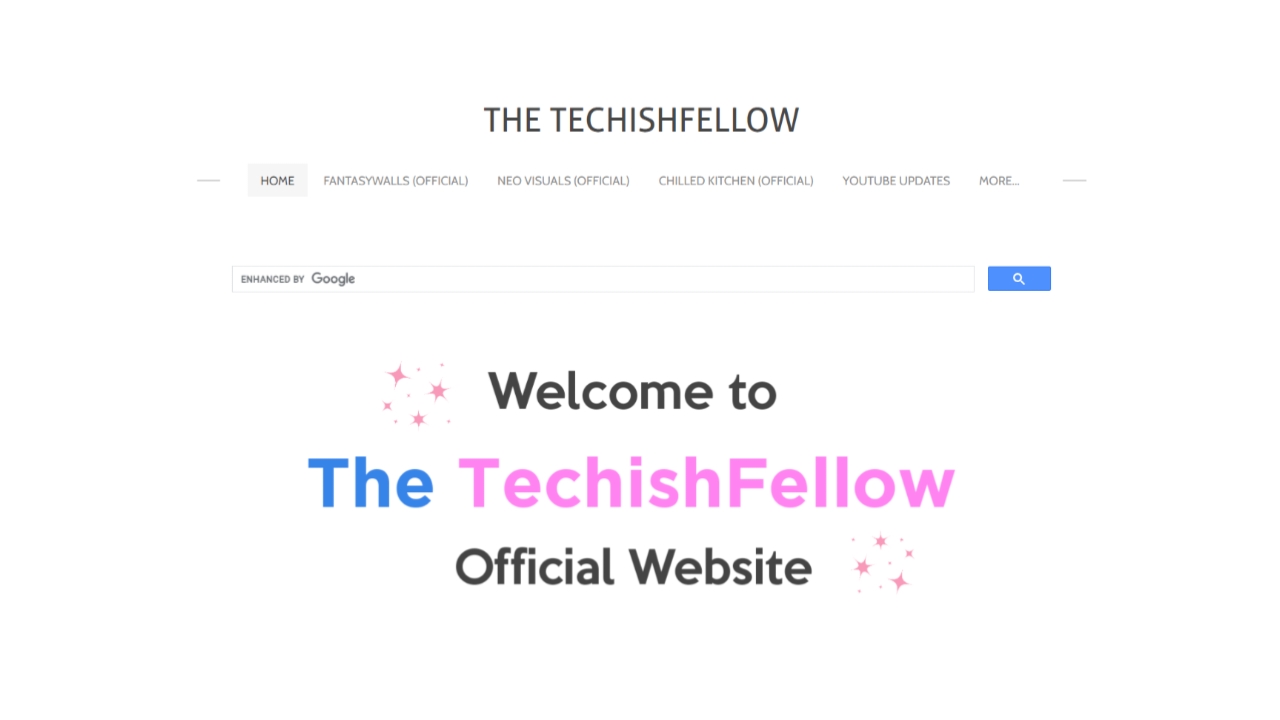 THE TECHISHFELLOW
HOME FANTASYWALLS (OFFICIAL) NEO VISUALS (OFFICIAL) CHILLED KITCHEN (OFFICIAL) YOUTUBE UPDATES MORE...
ENHANCED BY Google
Welcome to
The TechishFellow
Official Website